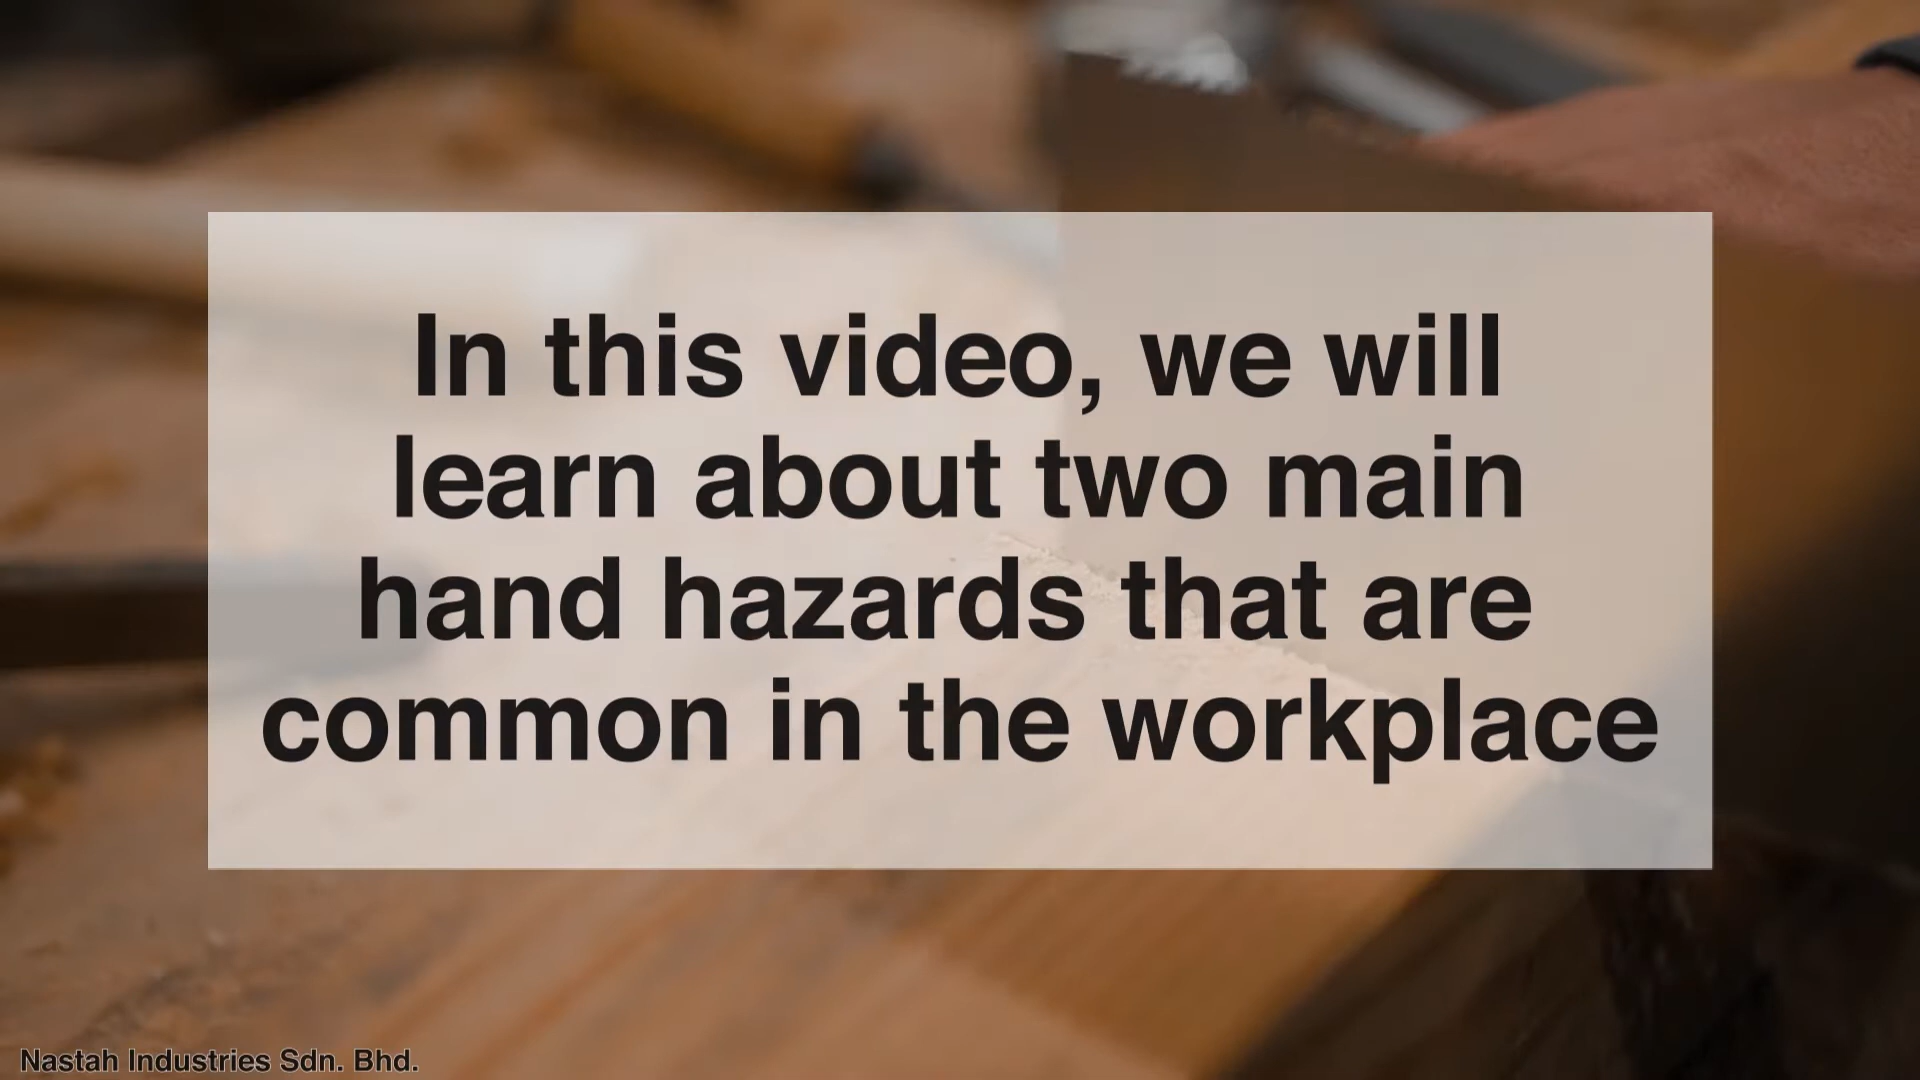 In this video, we will
learn about two main
hand hazards that are
common in the workplace
Nastah Industries Sdn. Bhd.